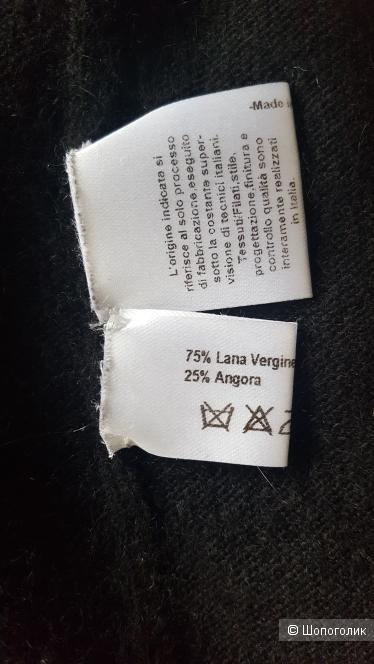 -Made
L'origine indicata si
riferisce al solo processo
di fabbricazione,eseguito
sotto la costante super-
visione di tecnici italiani.
Tessuti/Filati,stile,
progettazione,finitura e
controllo qualità sono
interamente realizzati
in Italia.
75% Lana Vergine
25% Angora
© Шопоголик